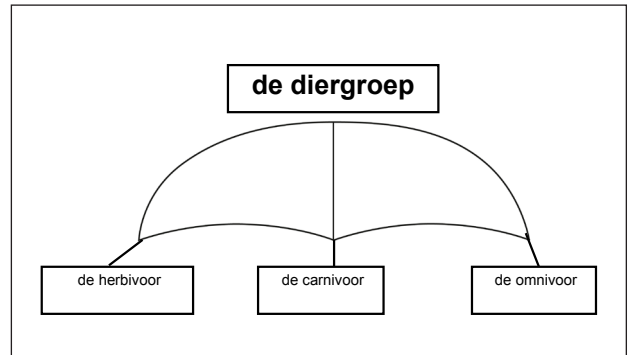 de diergroep
de herbivoor
de carnivoor
de omnivoor